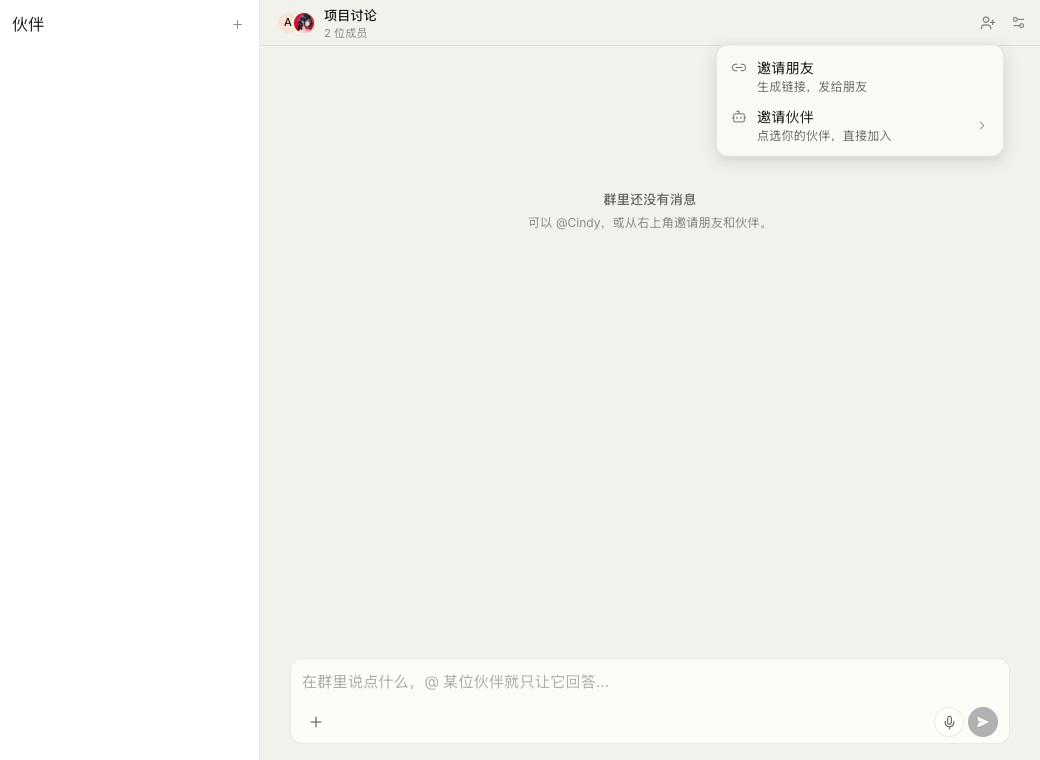 伙伴
A
项目讨论
2 位成员
邀请朋友
生成链接，发给朋友
邀请伙伴
点选你的伙伴，直接加入
群里还没有消息
可以 @Cindy，或从右上角邀请朋友和伙伴。
在群里说点什么，@ 某位伙伴就只让它回答...